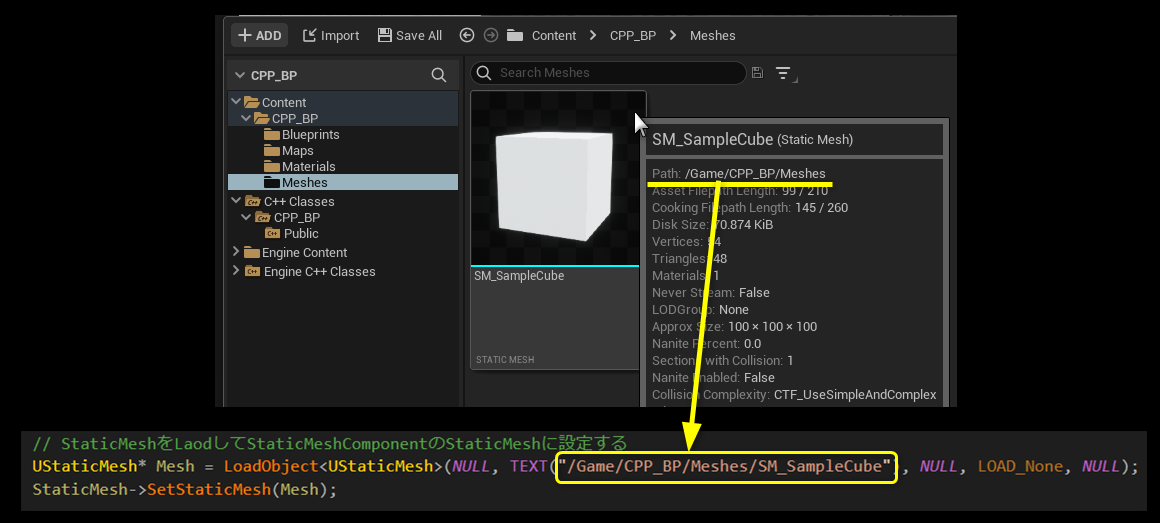 ADD Import Save All Content CPP_BP Meshes
CPP_BP
Search Meshes
Content
CPP_BP
Blueprints
Maps
Materials
Meshes
C++ Classes
CPP_BP
Public
Engine Content
Engine C++ Classes
SM_SampleCube
STATIC MESH
SM_SampleCube (Static Mesh)
Path: /Game/CPP_BP/Meshes
Asset Filepath Length: 99 / 210
Cooking Filepath Length: 145 / 260
Disk Size: 70.874 KiB
Vertices: 54
Triangles: 48
Materials: 1
Never Stream: False
LODGroup: None
Approx Size: 100 × 100 × 100
Nanite Percent: 0.0
Sections with Collision: 1
Nanite Enabled: False
Collision Complexity: CTF_UseSimpleAndComplex
// StaticMeshをLaodしてStaticMeshComponentのStaticMeshに設定する
UStaticMesh* Mesh = LoadObject<UStaticMesh>(NULL, TEXT("/Game/CPP_BP/Meshes/SM_SampleCube"), NULL, LOAD_None, NULL);
StaticMesh->SetStaticMesh(Mesh);